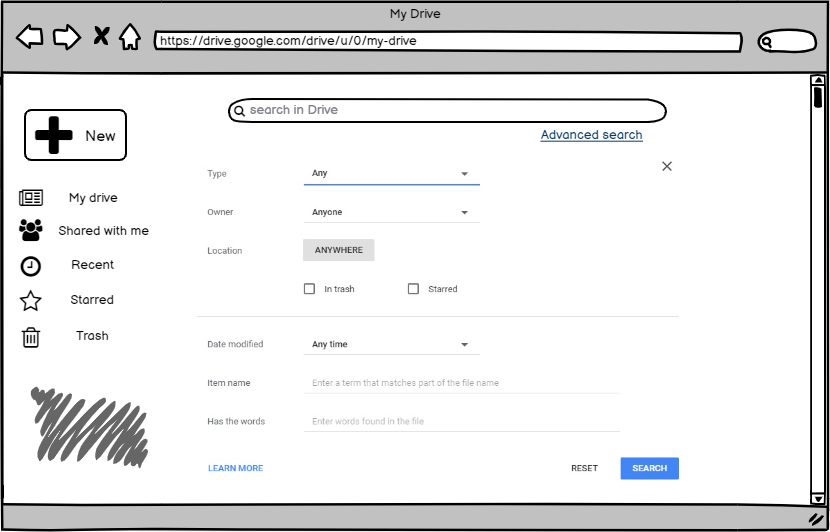 My Drive
https://drive.google.com/drive/u/0/my-drive
search in Drive
Advanced search
New
My drive
Shared with me
Recent
Starred
Trash
Type Any
Owner Anyone
Location ANYWHERE
In trash Starred
Date modified Any time
Item name Enter a term that matches part of the file name
Has the words Enter words found in the file
LEARN MORE RESET SEARCH